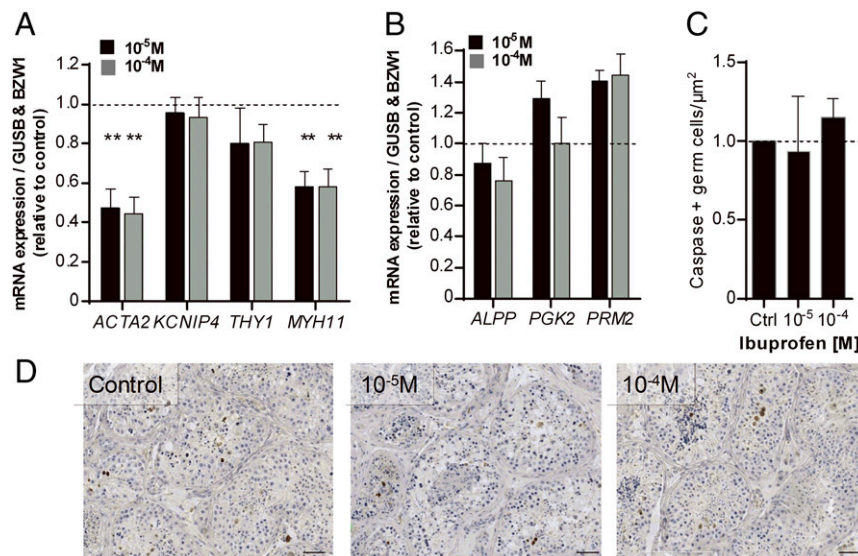 A
10⁻⁵M
10⁻⁴M
mRNA expression / GUSB & BZW1
(relative to control)
1.2
1.0
0.8
0.6
0.4
0.2
0
** **
** **
ACTA2 KCNIP4 THY1 MYH11
B
10⁻⁵M
10⁻⁴M
mRNA expression / GUSB & BZW1
(relative to control)
1.6
1.4
1.2
1.0
0.8
0.6
0.4
0.2
0
ALPP PGK2 PRM2
C
Caspase + germ cells/µm²
1.5
1.0
0.5
0
Ctrl 10⁻⁵ 10⁻⁴
Ibuprofen [M]
D
Control
10⁻⁵M
10⁻⁴M